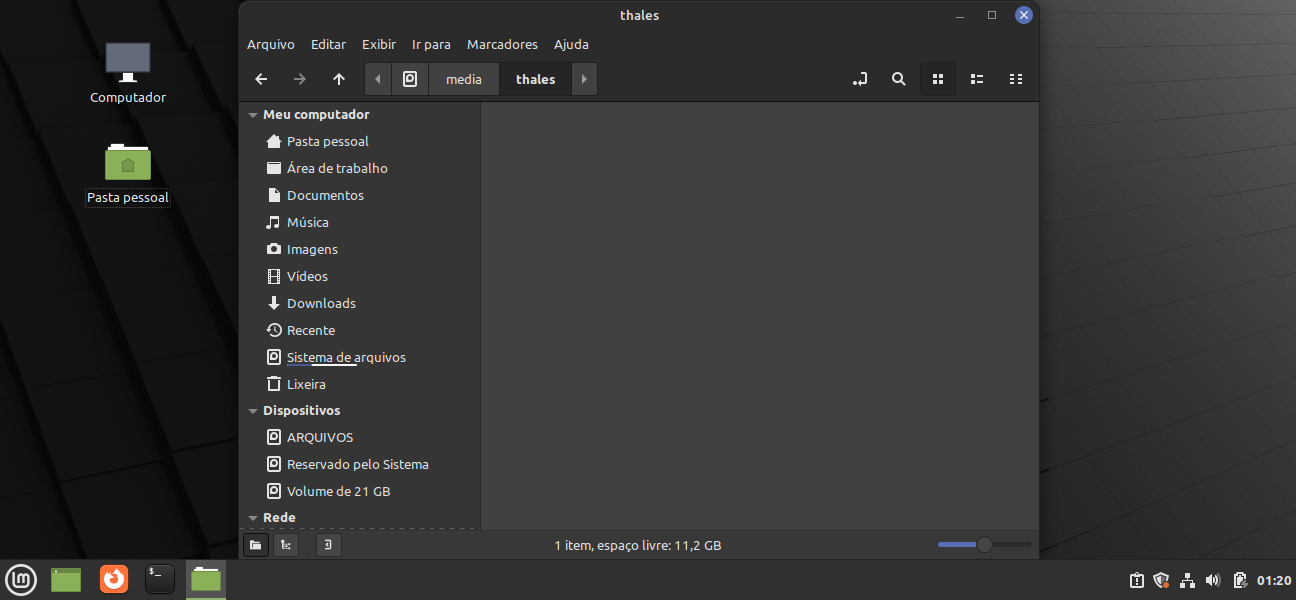 thales
Arquivo Editar Exibir Ir para Marcadores Ajuda
media thales
Computador
Pasta pessoal
Meu computador
Pasta pessoal
Área de trabalho
Documentos
Música
Imagens
Vídeos
Downloads
Recente
Sistema de arquivos
Lixeira
Dispositivos
ARQUIVOS
Reservado pelo Sistema
Volume de 21 GB
Rede
1 item, espaço livre: 11,2 GB
$_
01:20